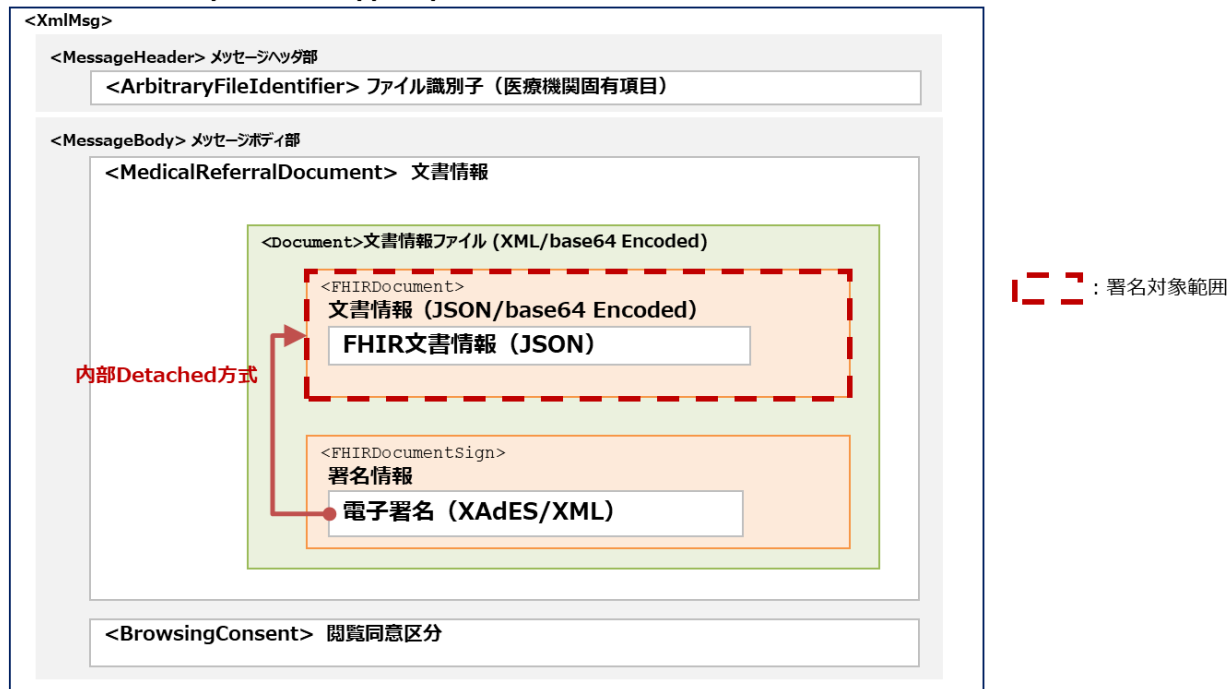 <XmlMsg>
<MessageHeader> メッセージヘッダ部
<ArbitraryFileIdentifier> ファイル識別子（医療機関固有項目）
<MessageBody> メッセージボディ部
<MedicalReferralDocument> 文書情報
<Document>文書情報ファイル (XML/base64 Encoded)
<FHIRDocument>
文書情報（JSON/base64 Encoded）
FHIR文書情報（JSON）
：署名対象範囲
内部Detached方式
<FHIRDocumentSign>
署名情報
電子署名（XAdES/XML）
<BrowsingConsent> 閲覧同意区分